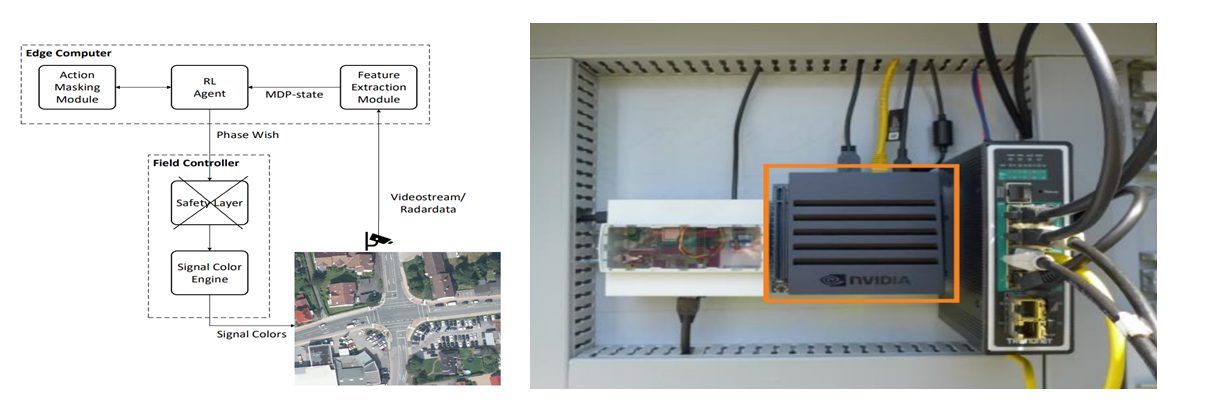 Edge Computer
Action
Masking
Module
RL
Agent
MDP-state
Feature
Extraction
Module
Phase Wish
Field Controller
Safety Layer
Videostream/
Radardata
Signal Color
Engine
Signal Colors
NVIDIA
TRENDNET